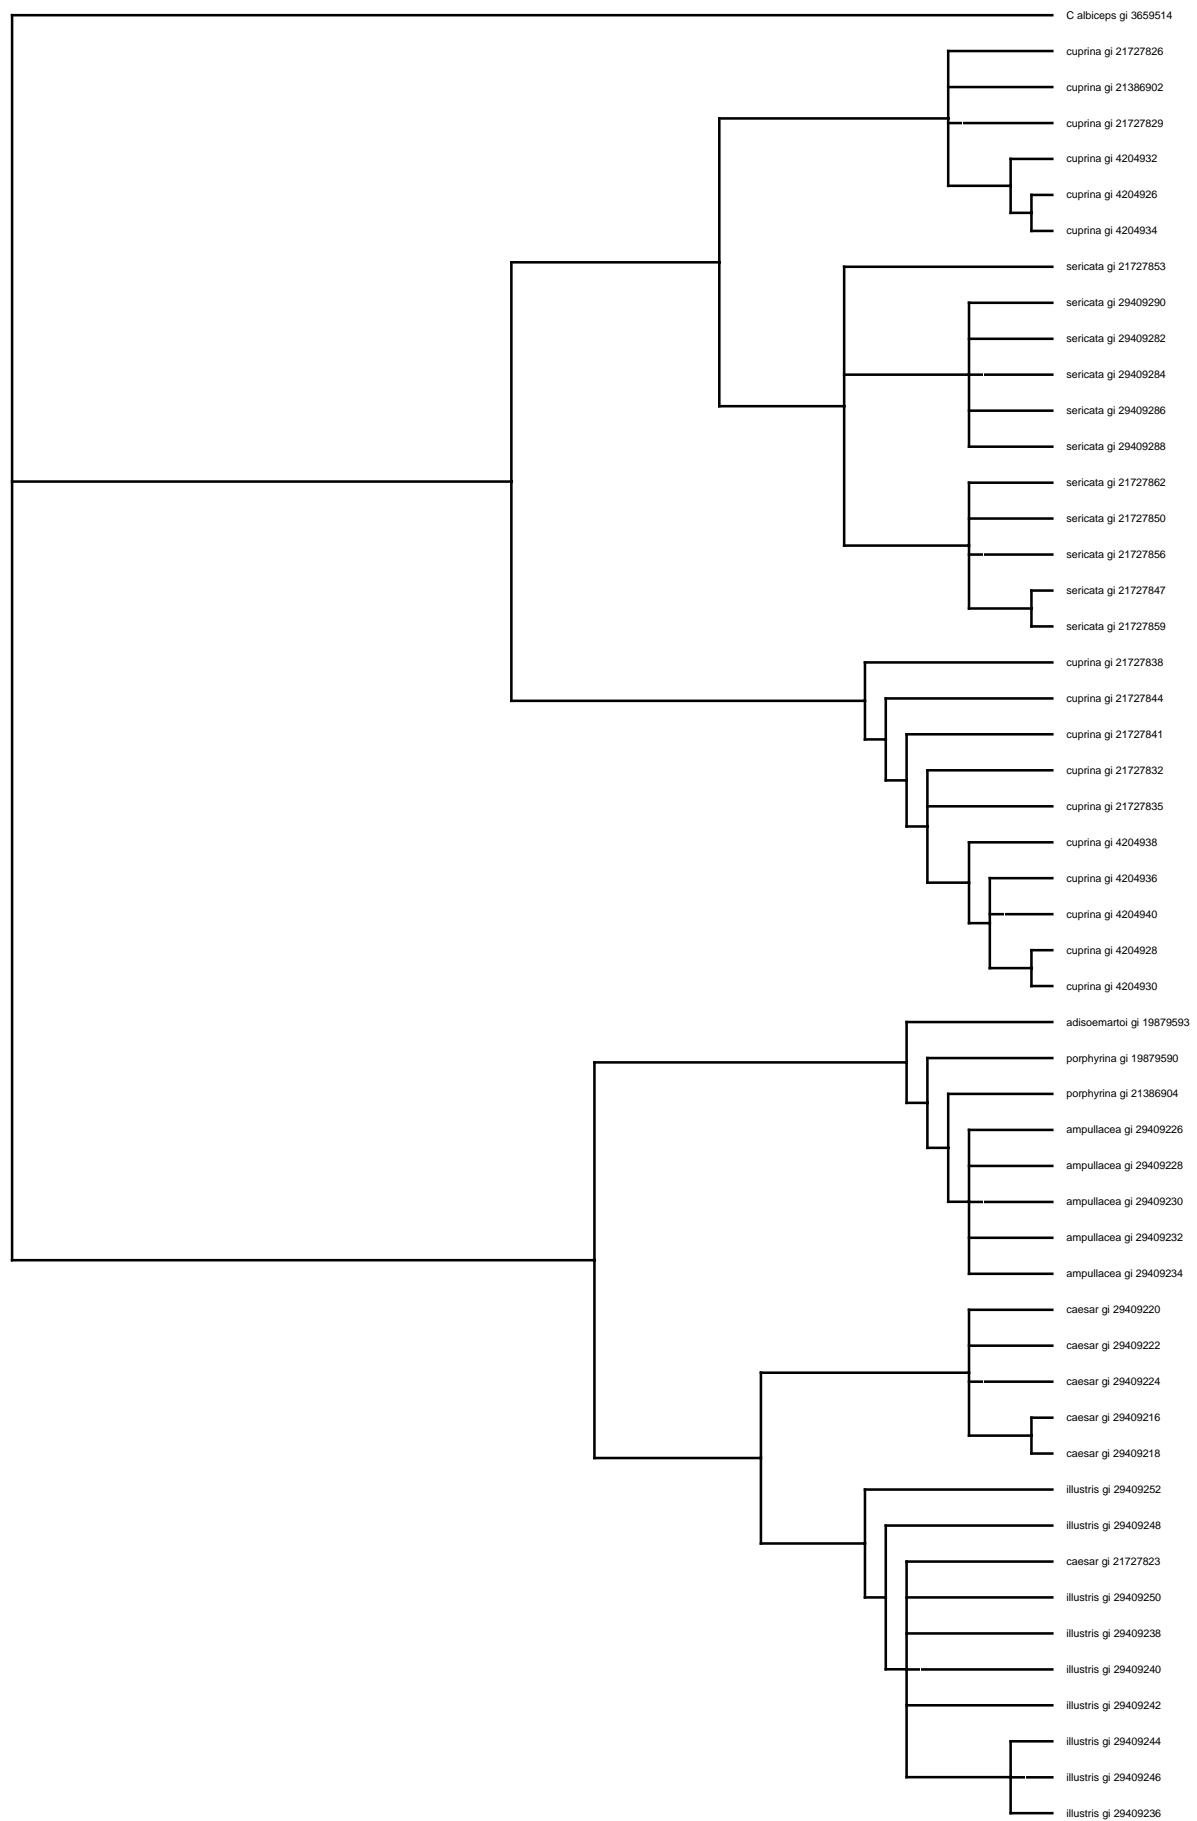 C albiceps gi 3659514
cuprina gi 21727826
cuprina gi 21386902
cuprina gi 21727829
cuprina gi 4204932
cuprina gi 4204926
cuprina gi 4204934
sericata gi 21727853
sericata gi 29409290
sericata gi 29409282
sericata gi 29409284
sericata gi 29409286
sericata gi 29409288
sericata gi 21727862
sericata gi 21727850
sericata gi 21727856
sericata gi 21727847
sericata gi 21727859
cuprina gi 21727838
cuprina gi 21727844
cuprina gi 21727841
cuprina gi 21727832
cuprina gi 21727835
cuprina gi 4204938
cuprina gi 4204936
cuprina gi 4204940
cuprina gi 4204928
cuprina gi 4204930
adisoemartoi gi 19879593
porphyrina gi 19879590
porphyrina gi 21386904
ampullacea gi 29409226
ampullacea gi 29409228
ampullacea gi 29409230
ampullacea gi 29409232
ampullacea gi 29409234
caesar gi 29409220
caesar gi 29409222
caesar gi 29409224
caesar gi 29409216
caesar gi 29409218
illustris gi 29409252
illustris gi 29409248
caesar gi 21727823
illustris gi 29409250
illustris gi 29409238
illustris gi 29409240
illustris gi 29409242
illustris gi 29409244
illustris gi 29409246
illustris gi 29409236